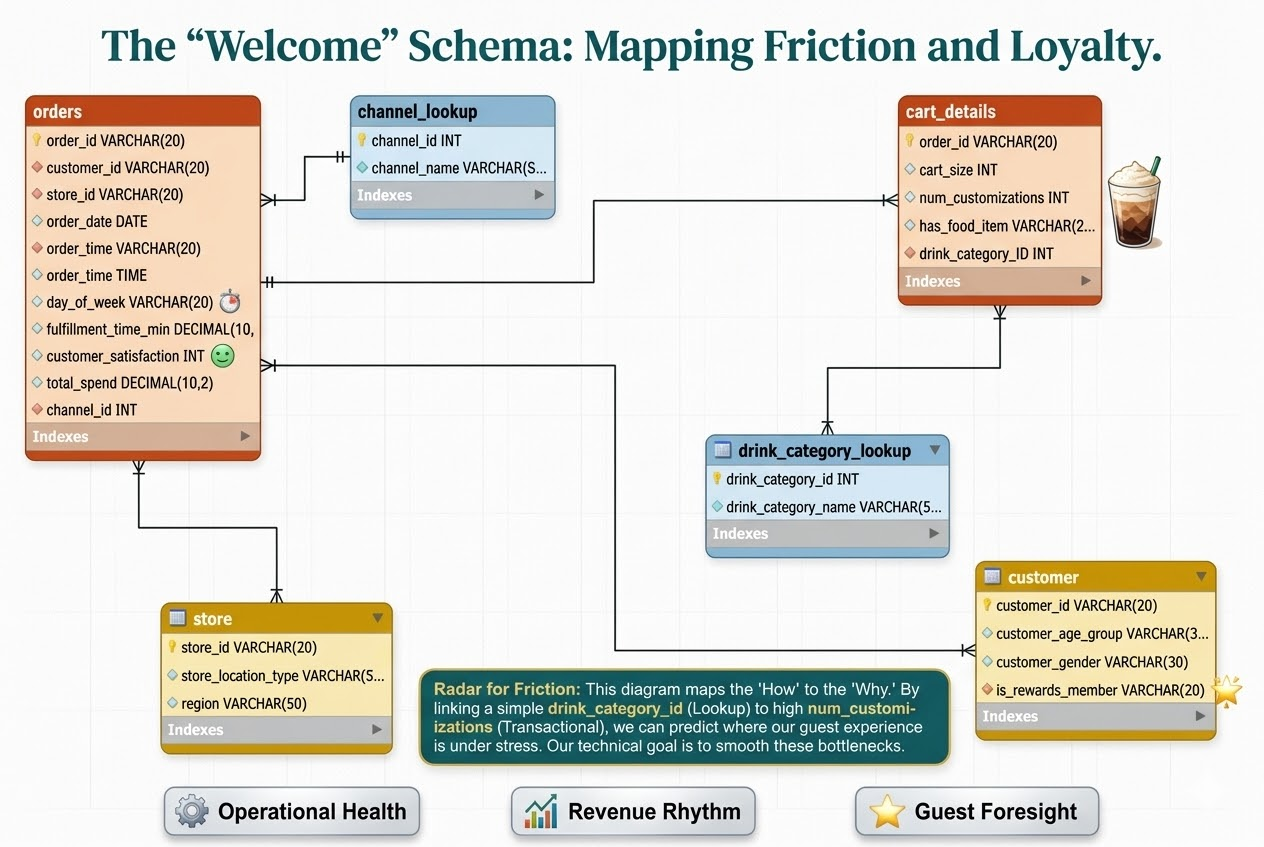 The “Welcome” Schema: Mapping Friction and Loyalty.
orders
order_id VARCHAR(20)
customer_id VARCHAR(20)
store_id VARCHAR(20)
order_date DATE
order_time VARCHAR(20)
order_time TIME
day_of_week VARCHAR(20)
fulfillment_time_min DECIMAL(10,
customer_satisfaction INT
total_spend DECIMAL(10,2)
channel_id INT
Indexes
channel_lookup
channel_id INT
channel_name VARCHAR(S...
Indexes
cart_details
order_id VARCHAR(20)
cart_size INT
num_customizations INT
has_food_item VARCHAR(2...
drink_category_ID INT
Indexes
drink_category_lookup
drink_category_id INT
drink_category_name VARCHAR(5...
Indexes
store
store_id VARCHAR(20)
store_location_type VARCHAR(5...
region VARCHAR(50)
Indexes
customer
customer_id VARCHAR(20)
customer_age_group VARCHAR(3...
customer_gender VARCHAR(30)
is_rewards_member VARCHAR(20)
Indexes
Radar for Friction: This diagram maps the 'How' to the 'Why.' By
linking a simple drink_category_id (Lookup) to high num_customi-
izations (Transactional), we can predict where our guest experience
is under stress. Our technical goal is to smooth these bottlenecks.
Operational Health
Revenue Rhythm
Guest Foresight